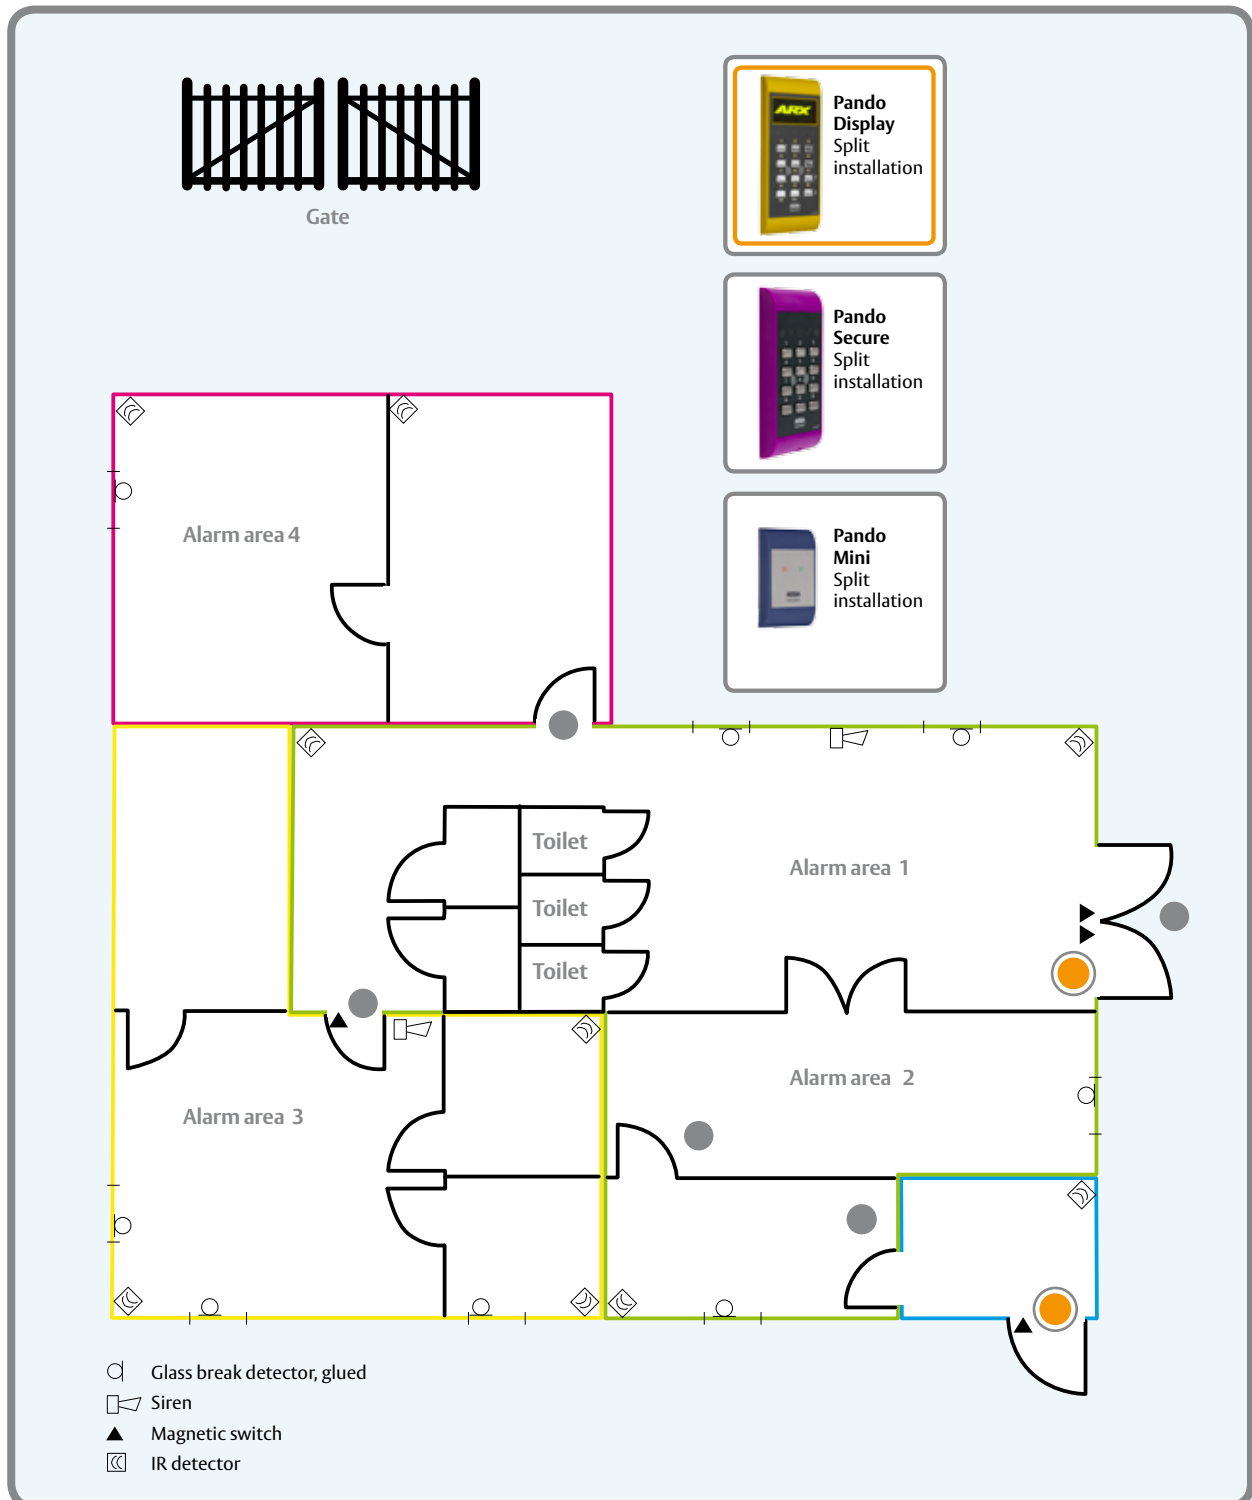 Gate
ARX
Pando
Display
Split
installation
Pando
Secure
Split
installation
Pando
Mini
Split
installation
Alarm area 4
Toilet
Toilet
Toilet
Alarm area 1
Alarm area 2
Alarm area 3
Glass break detector, glued
Siren
Magnetic switch
IR detector